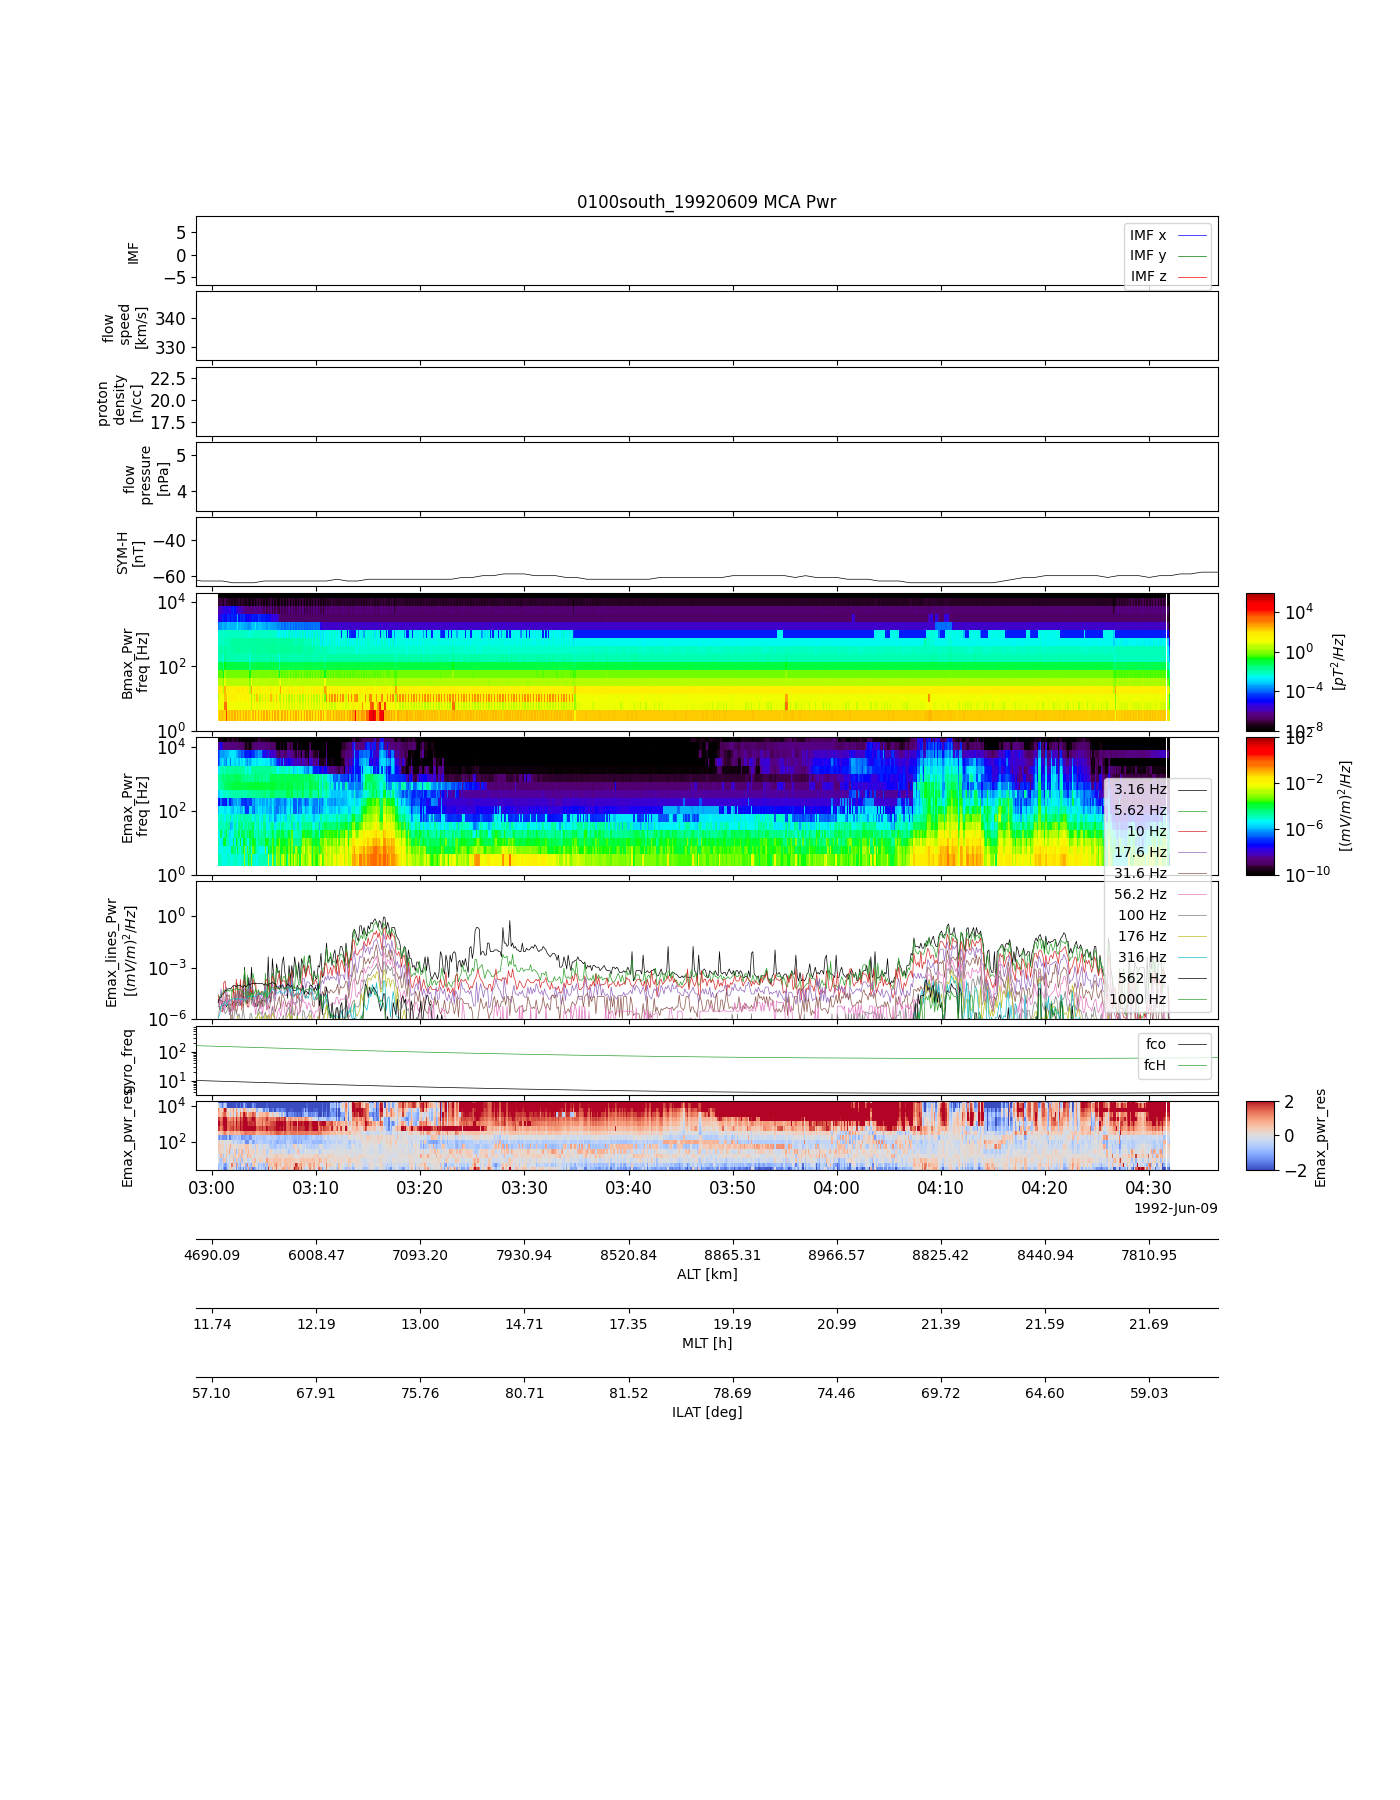 0100south_19920609 MCA Pwr
IMF
5
0
−5
IMF x
IMF y
IMF z
flow
speed
[km/s]
340
330
proton
density
[n/cc]
22.5
20.0
17.5
flow
pressure
[nPa]
5
4
SYM-H
[nT]
−40
−60
Bmax_Pwr
freq [Hz]
10^4
10^2
10^0
10^4
10^0
10^−4
10^−8
[pT^2/Hz]
Emax_Pwr
freq [Hz]
10^4
10^2
10^0
10^2
10^−2
10^−6
10^−10
[(mV/m)^2/Hz]
3.16 Hz
5.62 Hz
10 Hz
17.6 Hz
31.6 Hz
56.2 Hz
100 Hz
176 Hz
316 Hz
562 Hz
1000 Hz
Emax_lines_Pwr
[(mV/m)^2/Hz]
10^0
10^−3
10^−6
gyro_freq
10^2
10^1
fco
fcH
Emax_pwr_res
10^4
10^2
2
0
−2
Emax_pwr_res
03:00 03:10 03:20 03:30 03:40 03:50 04:00 04:10 04:20 04:30
1992-Jun-09
4690.09 6008.47 7093.20 7930.94 8520.84 8865.31 8966.57 8825.42 8440.94 7810.95
ALT [km]
11.74 12.19 13.00 14.71 17.35 19.19 20.99 21.39 21.59 21.69
MLT [h]
57.10 67.91 75.76 80.71 81.52 78.69 74.46 69.72 64.60 59.03
ILAT [deg]